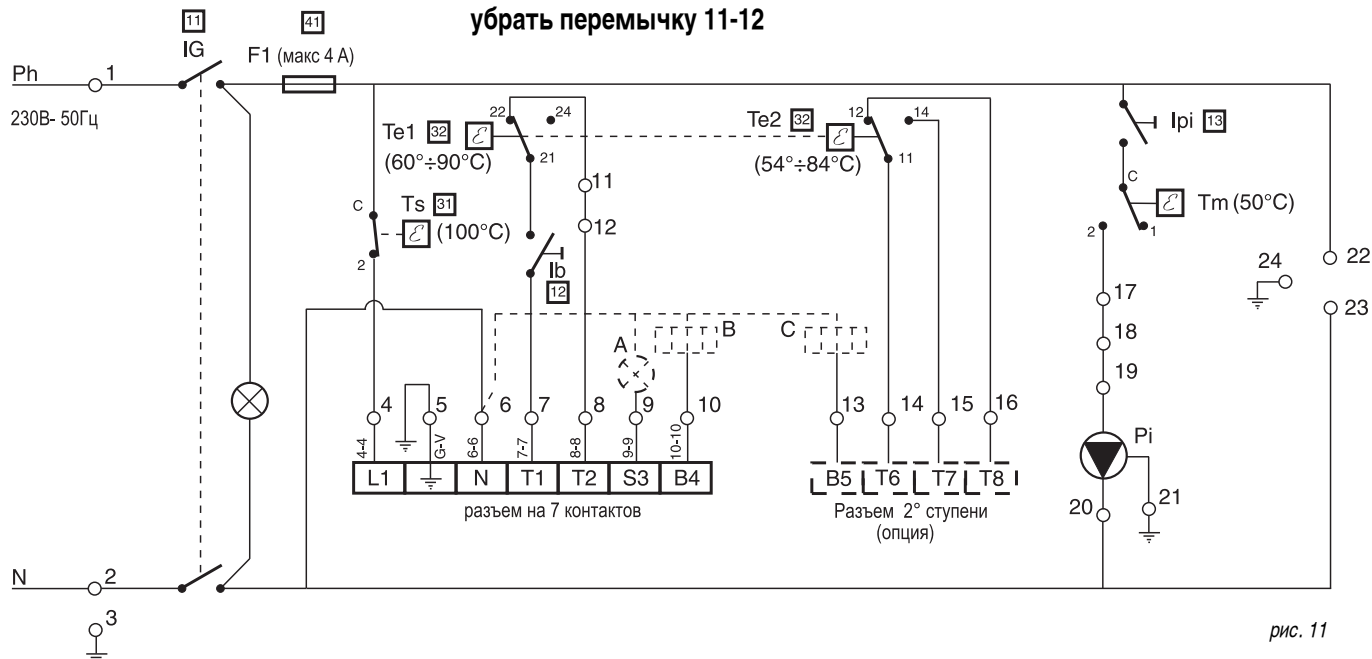 убрать перемычку 11-12
11
IG
41
F1 (макс 4 А)
Ph
1
230В- 50Гц
Te1 32
Ɛ
(60°÷90°C)
22
24
21
Te2 32
Ɛ
(54°÷84°C)
12
14
11
Ipi 13
C
Ɛ
Tm (50°C)
2
1
11
12
C
Ts 31
Ɛ
(100°C)
2
Ib
12
22
24
23
17
18
19
A
B
C
4
5
6
7
8
9
10
13
14
15
16
4-4
G-V
6-6
7-7
8-8
9-9
10-10
L1
N
T1
T2
S3
B4
B5
T6
T7
T8
разъем на 7 контактов
Разъем 2° ступени
(опция)
Pi
20
21
N
2
3
рис. 11